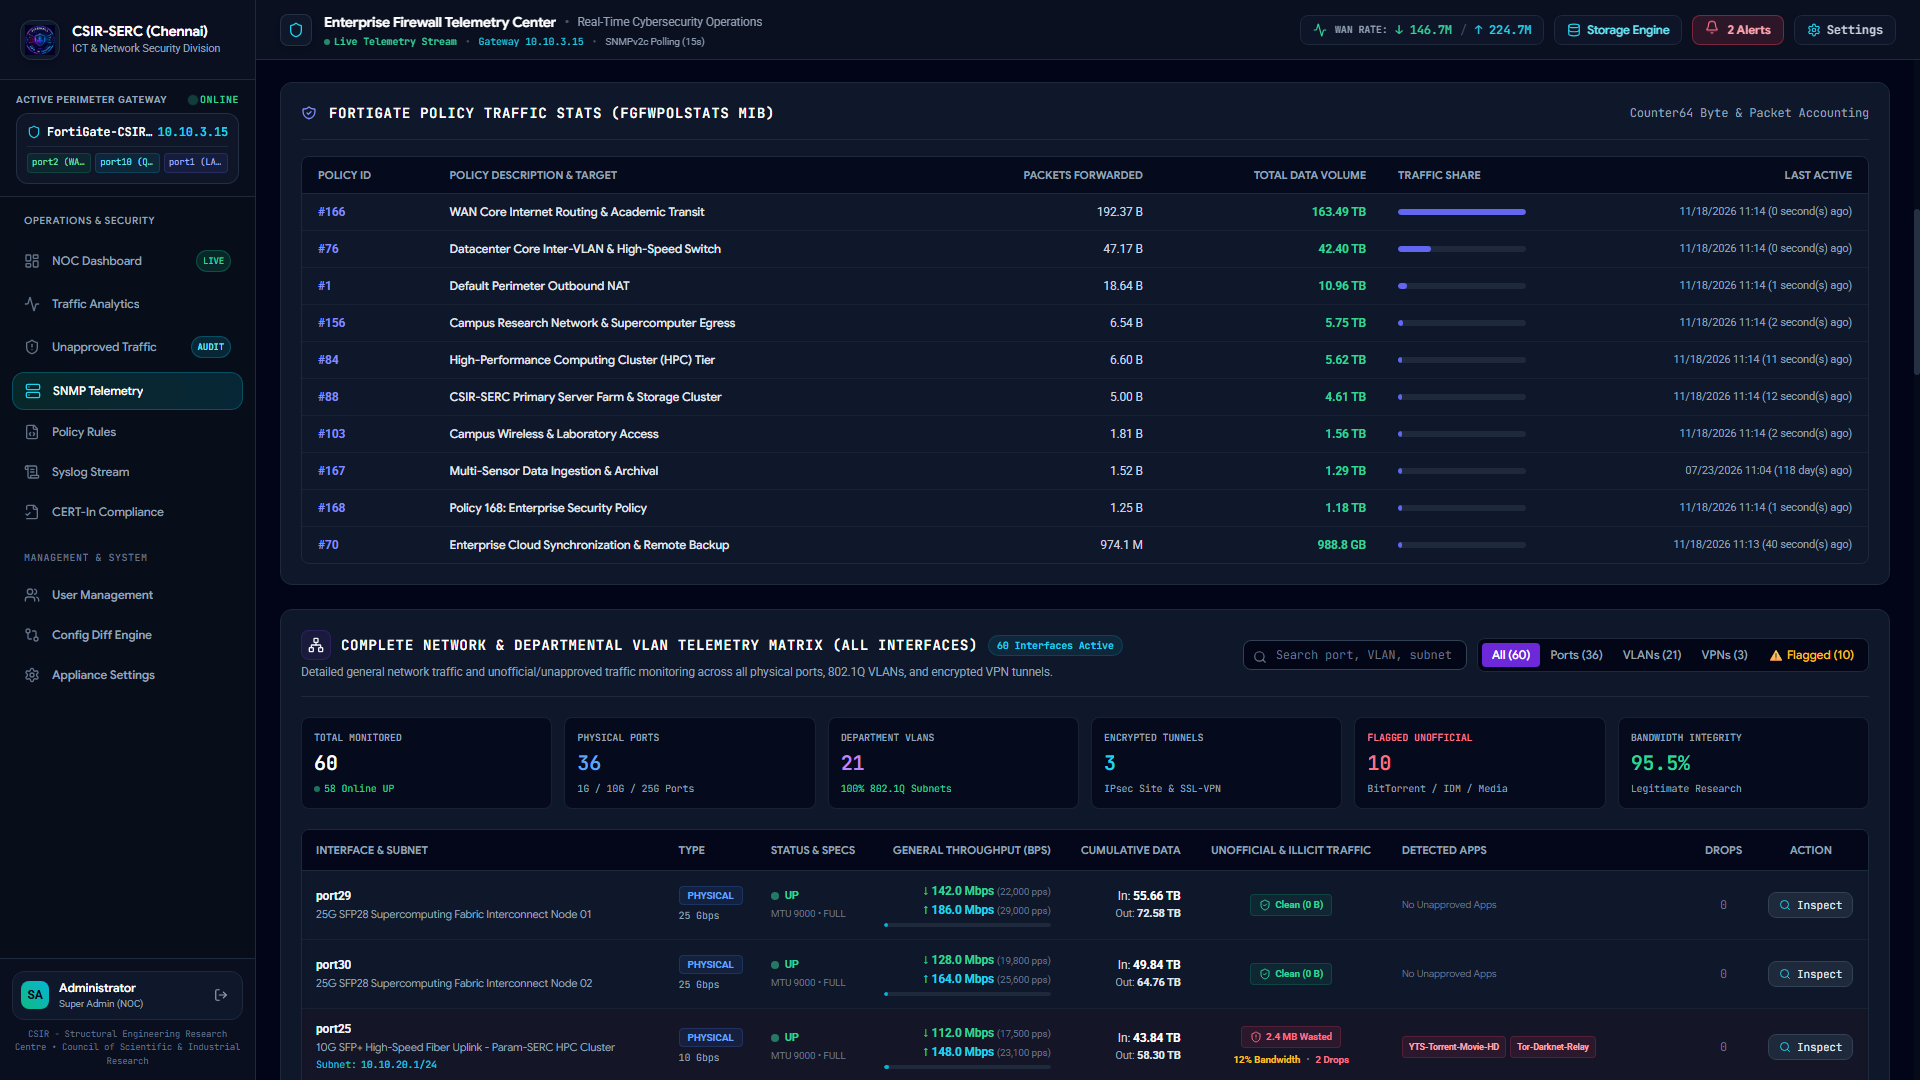 CSIR-SERC (Chennai)
ICT & Network Security Division
Enterprise Firewall Telemetry Center • Real-Time Cybersecurity Operations
Live Telemetry Stream • Gateway 10.10.3.15 • SNMPv2c Polling (15s)
WAN RATE: ↓ 146.7M / ↑ 224.7M
Storage Engine
2 Alerts
Settings
ACTIVE PERIMETER GATEWAY
ONLINE
FortiGate-CSIR… 10.10.3.15
port2 (WA… port10 (Q… port1 (LA…
OPERATIONS & SECURITY
NOC Dashboard LIVE
Traffic Analytics
Unapproved Traffic AUDIT
SNMP Telemetry
Policy Rules
Syslog Stream
CERT-In Compliance
MANAGEMENT & SYSTEM
User Management
Config Diff Engine
Appliance Settings
SA
Administrator
Super Admin (NOC)
CSIR - Structural Engineering Research
Centre • Council of Scientific & Industrial
Research
FORTIGATE POLICY TRAFFIC STATS (FGFWPOLSTATS MIB)
Counter64 Byte & Packet Accounting
POLICY ID POLICY DESCRIPTION & TARGET PACKETS FORWARDED TOTAL DATA VOLUME TRAFFIC SHARE LAST ACTIVE
#166 WAN Core Internet Routing & Academic Transit 192.37 B 163.49 TB 11/18/2026 11:14 (0 second(s) ago)
#76 Datacenter Core Inter-VLAN & High-Speed Switch 47.17 B 42.40 TB 11/18/2026 11:14 (0 second(s) ago)
#1 Default Perimeter Outbound NAT 18.64 B 10.96 TB 11/18/2026 11:14 (1 second(s) ago)
#156 Campus Research Network & Supercomputer Egress 6.54 B 5.75 TB 11/18/2026 11:14 (2 second(s) ago)
#84 High-Performance Computing Cluster (HPC) Tier 6.60 B 5.62 TB 11/18/2026 11:14 (11 second(s) ago)
#88 CSIR-SERC Primary Server Farm & Storage Cluster 5.00 B 4.61 TB 11/18/2026 11:14 (12 second(s) ago)
#103 Campus Wireless & Laboratory Access 1.81 B 1.56 TB 11/18/2026 11:14 (2 second(s) ago)
#167 Multi-Sensor Data Ingestion & Archival 1.52 B 1.29 TB 07/23/2026 11:04 (118 day(s) ago)
#168 Policy 168: Enterprise Security Policy 1.25 B 1.18 TB 11/18/2026 11:14 (1 second(s) ago)
#70 Enterprise Cloud Synchronization & Remote Backup 974.1 M 988.8 GB 11/18/2026 11:13 (40 second(s) ago)
COMPLETE NETWORK & DEPARTMENTAL VLAN TELEMETRY MATRIX (ALL INTERFACES) 60 Interfaces Active
Detailed general network traffic and unofficial/unapproved traffic monitoring across all physical ports, 802.1Q VLANs, and encrypted VPN tunnels.
Search port, VLAN, subnet
All (60) Ports (36) VLANs (21) VPNs (3) Flagged (10)
TOTAL MONITORED
60
58 Online UP
PHYSICAL PORTS
36
1G / 10G / 25G Ports
DEPARTMENT VLANS
21
100% 802.1Q Subnets
ENCRYPTED TUNNELS
3
IPsec Site & SSL-VPN
FLAGGED UNOFFICIAL
10
BitTorrent / IDM / Media
BANDWIDTH INTEGRITY
95.5%
Legitimate Research
INTERFACE & SUBNET TYPE STATUS & SPECS GENERAL THROUGHPUT (BPS) CUMULATIVE DATA UNOFFICIAL & ILLICIT TRAFFIC DETECTED APPS DROPS ACTION
port29
25G SFP28 Supercomputing Fabric Interconnect Node 01
PHYSICAL
25 Gbps
UP
MTU 9000 • FULL
↓ 142.0 Mbps (22,000 pps)
↑ 186.0 Mbps (29,000 pps)
In: 55.66 TB
Out: 72.58 TB
Clean (0 B)
No Unapproved Apps
0
Inspect
port30
25G SFP28 Supercomputing Fabric Interconnect Node 02
PHYSICAL
25 Gbps
UP
MTU 9000 • FULL
↓ 128.0 Mbps (19,800 pps)
↑ 164.0 Mbps (25,600 pps)
In: 49.84 TB
Out: 64.76 TB
Clean (0 B)
No Unapproved Apps
0
Inspect
port25
10G SFP+ High-Speed Fiber Uplink - Param-SERC HPC Cluster
Subnet: 10.10.20.1/24
PHYSICAL
10 Gbps
UP
MTU 9000 • FULL
↓ 112.0 Mbps (17,500 pps)
↑ 148.0 Mbps (23,100 pps)
In: 43.84 TB
Out: 58.30 TB
2.4 MB Wasted
12% Bandwidth • 2 Drops
YTS-Torrent-Movie-HD Tor-Darknet-Relay
0
Inspect